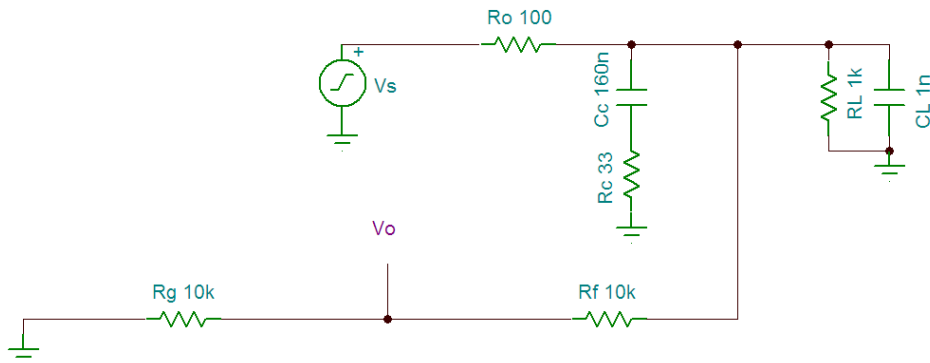 Ro 100
+
Vs
Cc 160n
Rc 33
RL 1k
CL 1n
Vo
Rg 10k
Rf 10k